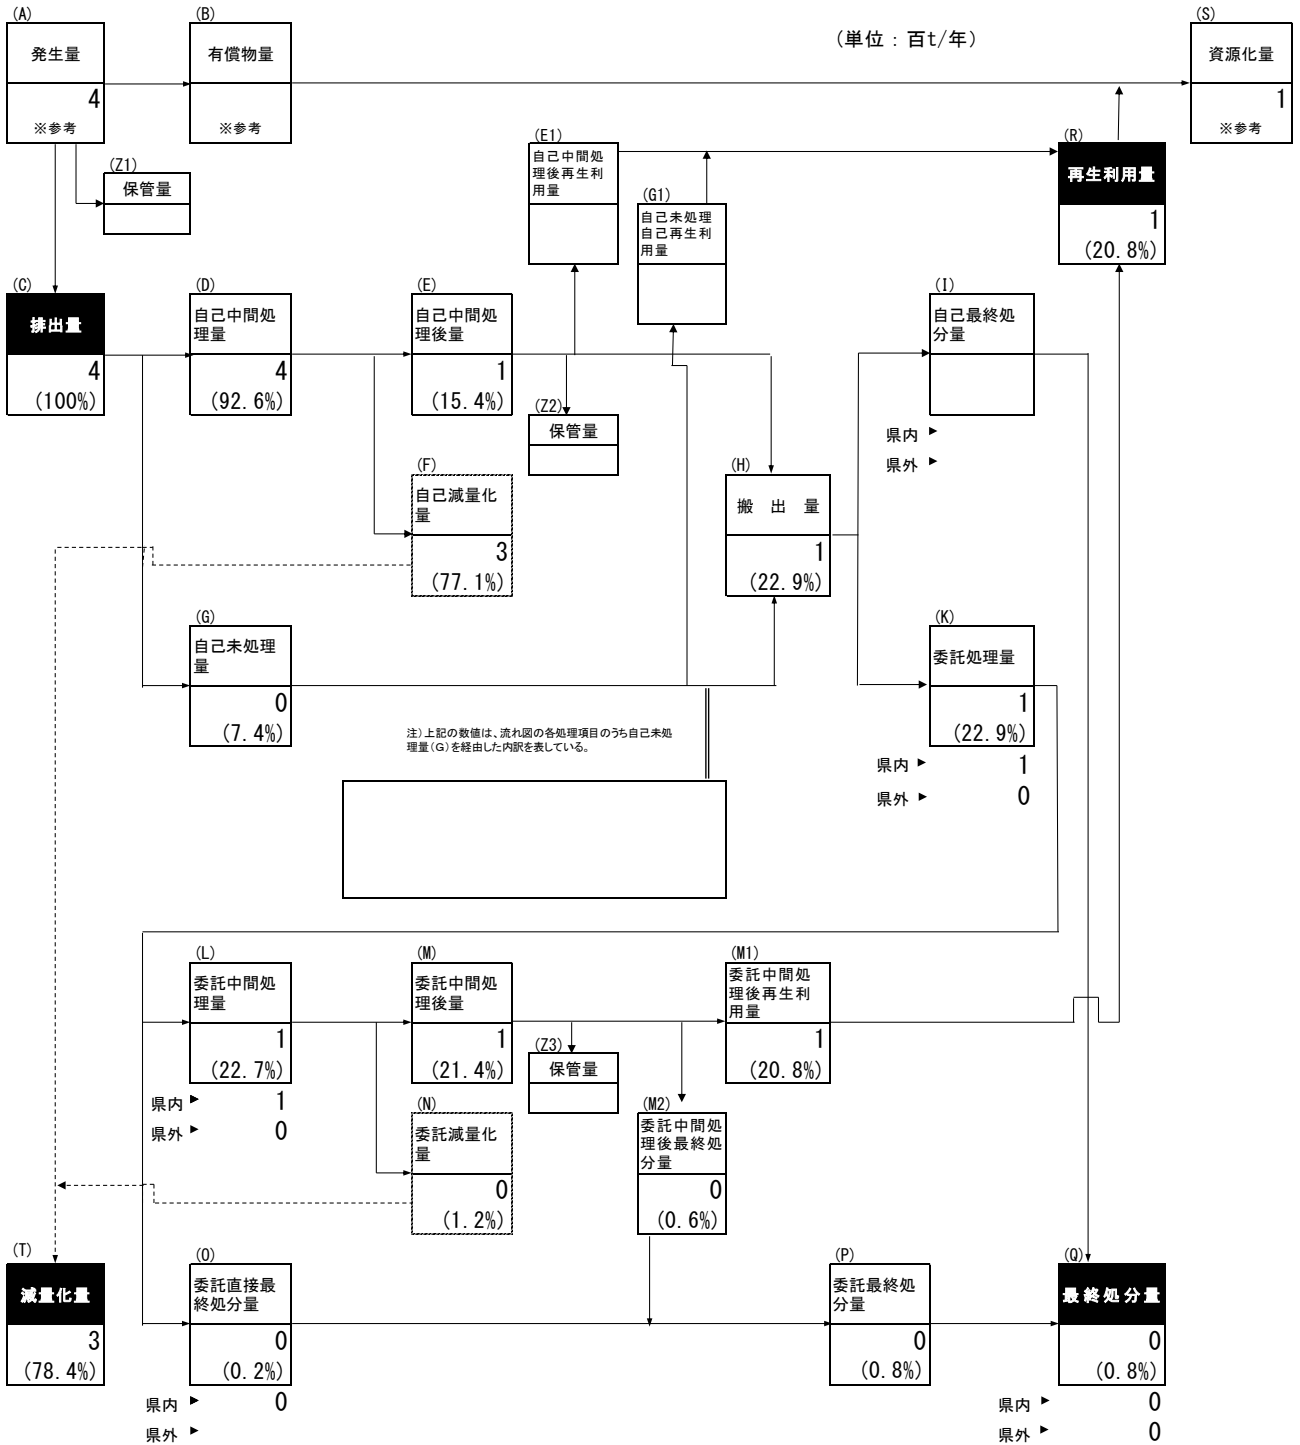 (A)
発生量
4
※参考
(B)
有償物量
※参考
(単位：百t/年)
(S)
資源化量
1
※参考
(Z1)
保管量
(E1)
自己中間処
理後再生利
用量
(G1)
自己未処理
自己再生利
用量
(R)
再生利用量
1
(20.8%)
(C)
排出量
4
(100%)
(D)
自己中間処
理量
4
(92.6%)
(E)
自己中間処
理後量
1
(15.4%)
(I)
自己最終処
分量
県内 ▶
県外 ▶
(Z2)
保管量
(F)
自己減量化
量
3
(77.1%)
(H)
搬 出 量
1
(22.9%)
(G)
自己未処理
量
0
(7.4%)
(K)
委託処理量
1
(22.9%)
県内 ▶ 1
県外 ▶ 0
注)上記の数値は、流れ図の各処理項目のうち自己未処
理量(G)を経由した内訳を表している。
(L)
委託中間処
理量
1
(22.7%)
県内 ▶ 1
県外 ▶ 0
(M)
委託中間処
理後量
1
(21.4%)
(M1)
委託中間処
理後再生利
用量
1
(20.8%)
(Z3)
保管量
(N)
委託減量化
量
0
(1.2%)
(M2)
委託中間処
理後最終処
分量
0
(0.6%)
(T)
減量化量
3
(78.4%)
(O)
委託直接最
終処分量
0
(0.2%)
県内 ▶ 0
県外 ▶
(P)
委託最終処
分量
0
(0.8%)
(Q)
最終処分量
0
(0.8%)
県内 ▶ 0
県外 ▶ 0